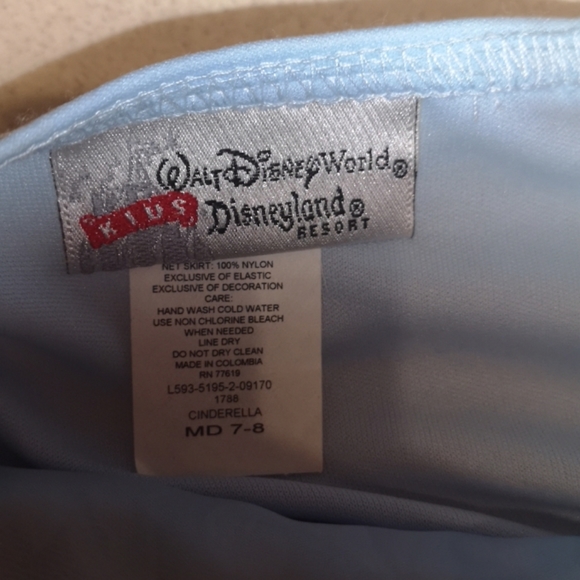 Walt Disney World®
KIDS
Disneyland®
RESORT
NET SKIRT: 100% NYLON
EXCLUSIVE OF ELASTIC
EXCLUSIVE OF DECORATION
CARE:
HAND WASH COLD WATER
USE NON CHLORINE BLEACH
WHEN NEEDED
LINE DRY
DO NOT DRY CLEAN
MADE IN COLOMBIA
RN 77619
L593-5195-2-09170
1788
CINDERELLA
MD 7-8